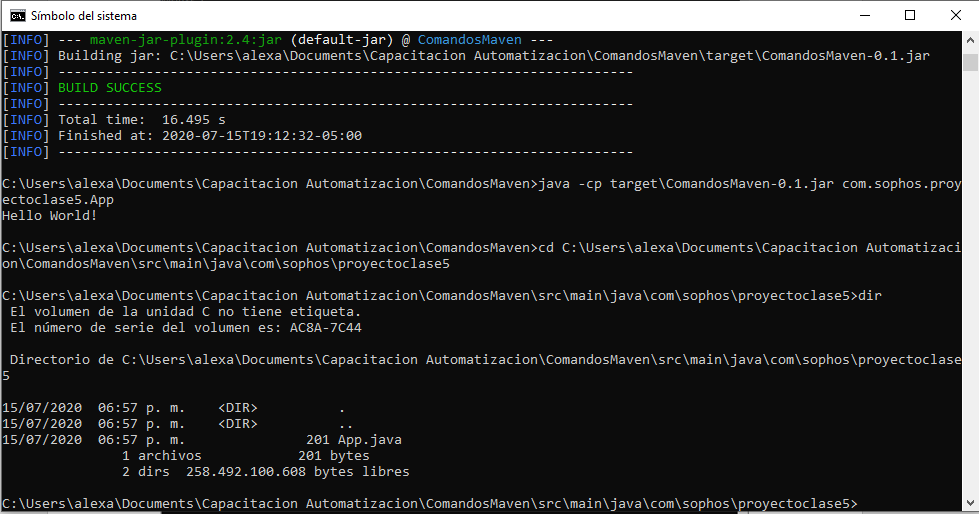 Símbolo del sistema
[INFO] --- maven-jar-plugin:2.4:jar (default-jar) @ ComandosMaven ---
[INFO] Building jar: C:\Users\alexa\Documents\Capacitacion Automatizacion\ComandosMaven\target\ComandosMaven-0.1.jar
[INFO] ------------------------------------------------------------------------
[INFO] BUILD SUCCESS
[INFO] ------------------------------------------------------------------------
[INFO] Total time:  16.495 s
[INFO] Finished at: 2020-07-15T19:12:32-05:00
[INFO] ------------------------------------------------------------------------
C:\Users\alexa\Documents\Capacitacion Automatizacion\ComandosMaven>java -cp target\ComandosMaven-0.1.jar com.sophos.proy
ectoclase5.App
Hello World!
C:\Users\alexa\Documents\Capacitacion Automatizacion\ComandosMaven>cd C:\Users\alexa\Documents\Capacitacion Automatizaci
on\ComandosMaven\src\main\java\com\sophos\proyectoclase5
C:\Users\alexa\Documents\Capacitacion Automatizacion\ComandosMaven\src\main\java\com\sophos\proyectoclase5>dir
 El volumen de la unidad C no tiene etiqueta.
 El número de serie del volumen es: AC8A-7C44
 Directorio de C:\Users\alexa\Documents\Capacitacion Automatizacion\ComandosMaven\src\main\java\com\sophos\proyectoclase
5
15/07/2020  06:57 p. m.    <DIR>          .
15/07/2020  06:57 p. m.    <DIR>          ..
15/07/2020  06:57 p. m.               201 App.java
               1 archivos            201 bytes
               2 dirs  258.492.100.608 bytes libres
C:\Users\alexa\Documents\Capacitacion Automatizacion\ComandosMaven\src\main\java\com\sophos\proyectoclase5>